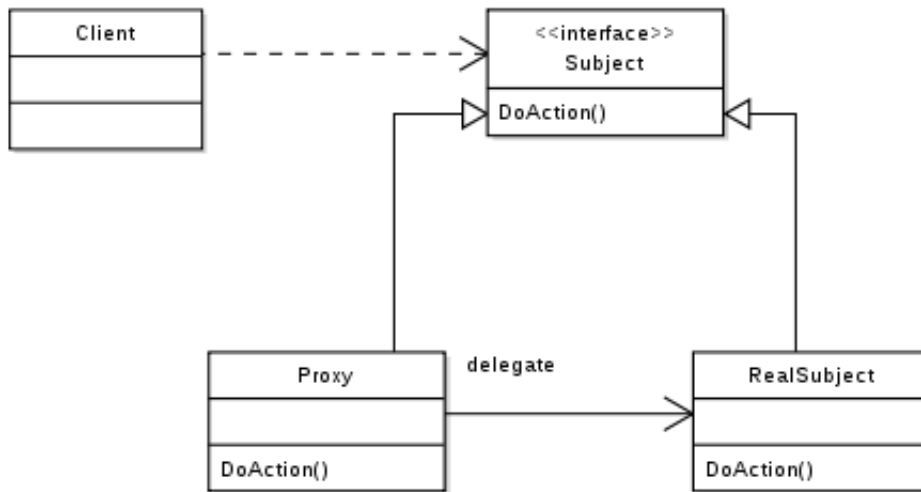 Client
<<interface>>
Subject
DoAction()
Proxy
delegate
RealSubject
DoAction()
DoAction()